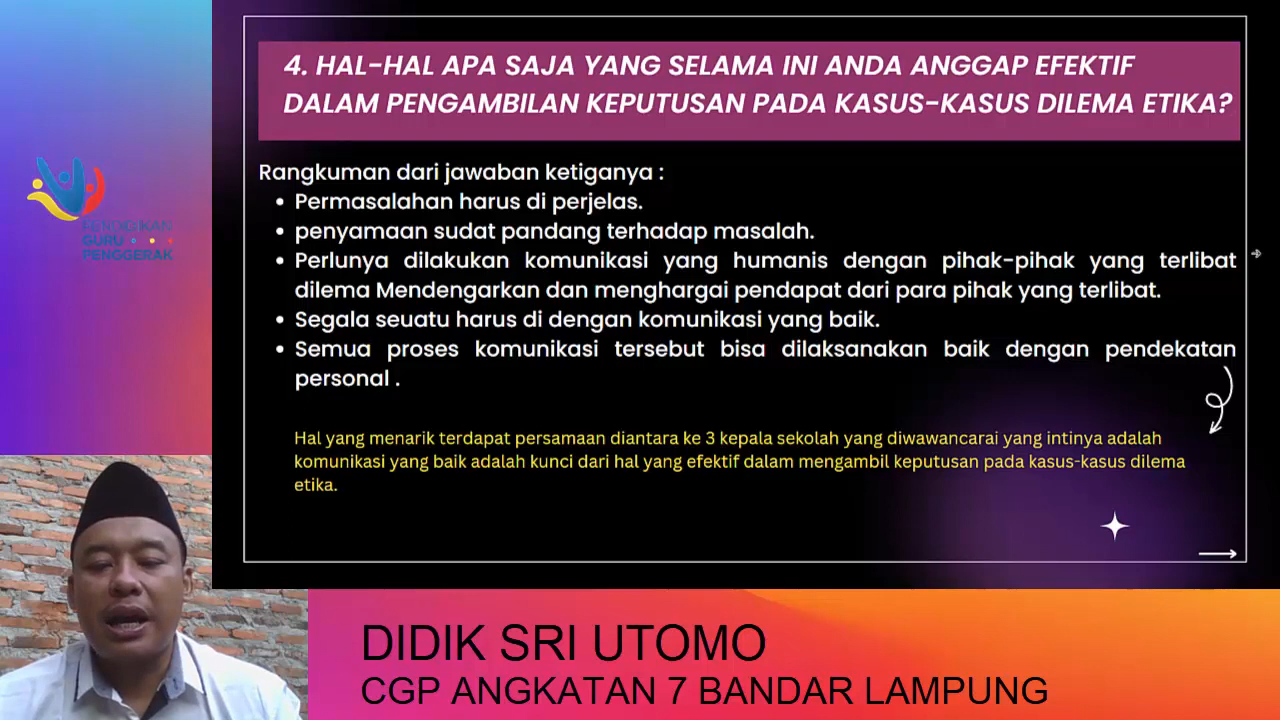 4. HAL-HAL APA SAJA YANG SELAMA INI ANDA ANGGAP EFEKTIF
DALAM PENGAMBILAN KEPUTUSAN PADA KASUS-KASUS DILEMA ETIKA?
Rangkuman dari jawaban ketiganya :
• Permasalahan harus di perjelas.
• penyamaan sudat pandang terhadap masalah.
• Perlunya dilakukan komunikasi yang humanis dengan pihak-pihak yang terlibat
dilema Mendengarkan dan menghargai pendapat dari para pihak yang terlibat.
• Segala seuatu harus di dengan komunikasi yang baik.
• Semua proses komunikasi tersebut bisa dilaksanakan baik dengan pendekatan
personal .
Hal yang menarik terdapat persamaan diantara ke 3 kepala sekolah yang diwawancarai yang intinya adalah
komunikasi yang baik adalah kunci dari hal yang efektif dalam mengambil keputusan pada kasus-kasus dilema
etika.
PENDIDIKAN
GURU
PENGGERAK
DIDIK SRI UTOMO
CGP ANGKATAN 7 BANDAR LAMPUNG